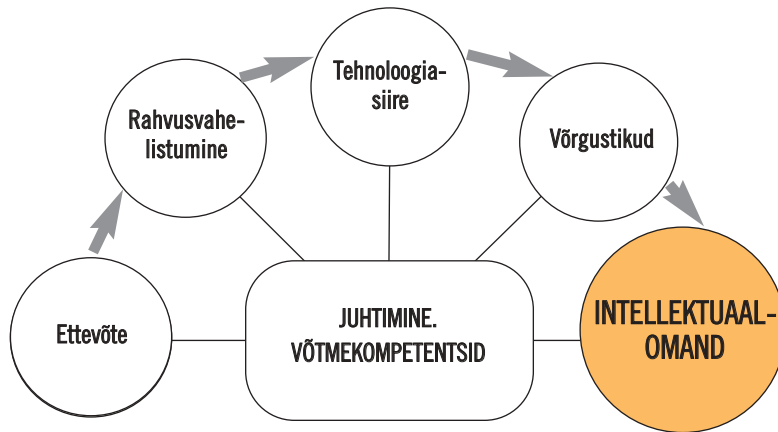 Tehnoloogia-
siire
Rahvusvahe-
listumine
Võrgustikud
Ettevõte
JUHTIMINE.
VÕTMEKOMPETENTSID
INTELLEKTUAAL-
OMAND